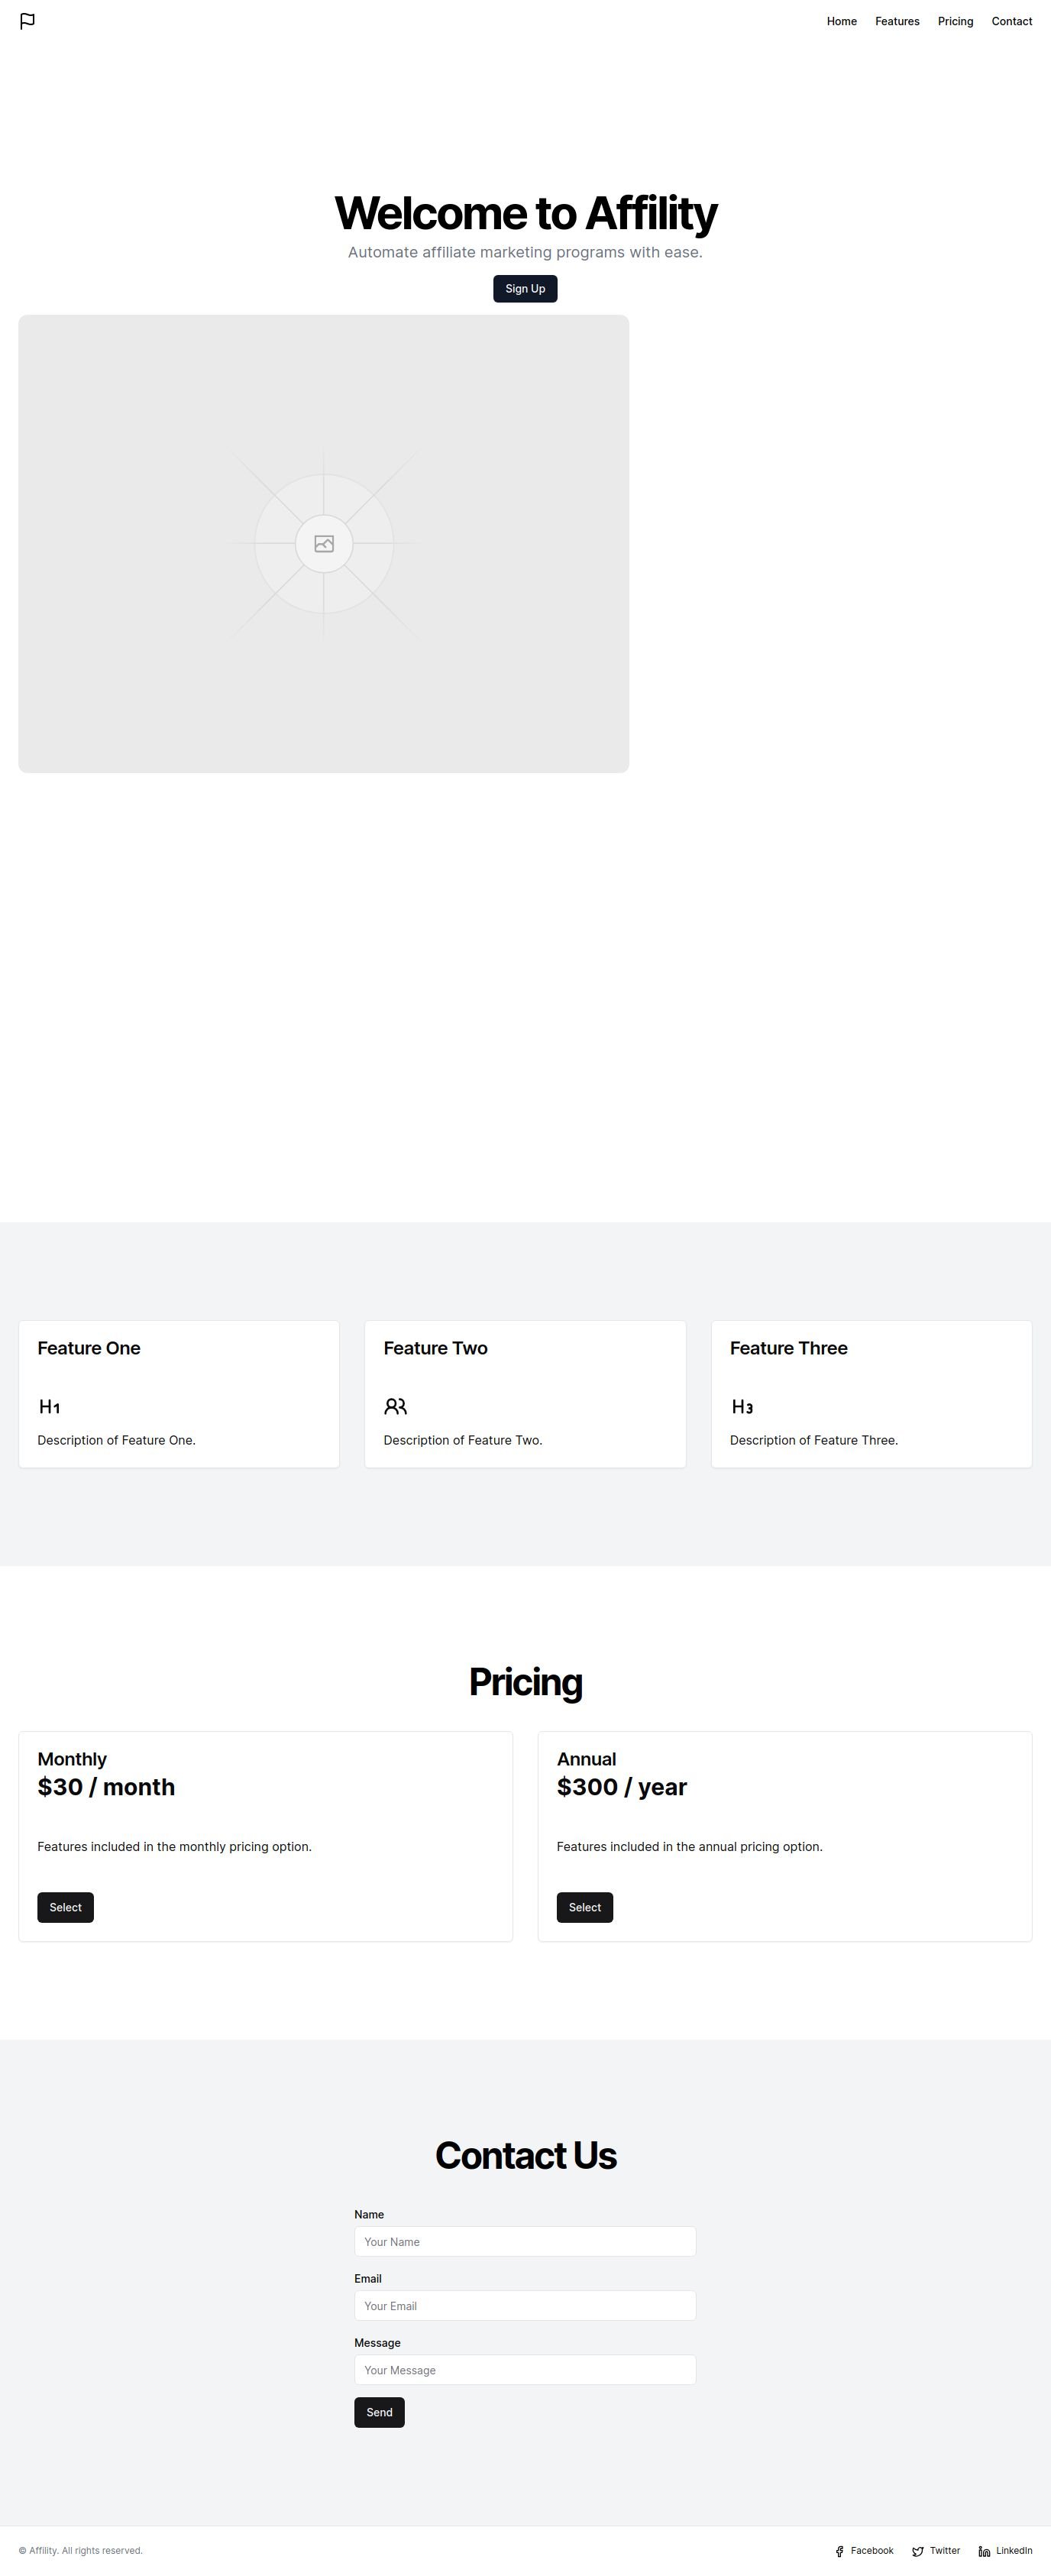 Home Features Pricing Contact
Welcome to Affility
Automate affiliate marketing programs with ease.
Sign Up
Feature One
H1
Description of Feature One.
Feature Two
Description of Feature Two.
Feature Three
H3
Description of Feature Three.
Pricing
Monthly
$30 / month
Features included in the monthly pricing option.
Select
Annual
$300 / year
Features included in the annual pricing option.
Select
Contact Us
Name
Your Name
Email
Your Email
Message
Your Message
Send
© Affility. All rights reserved.
Facebook Twitter LinkedIn